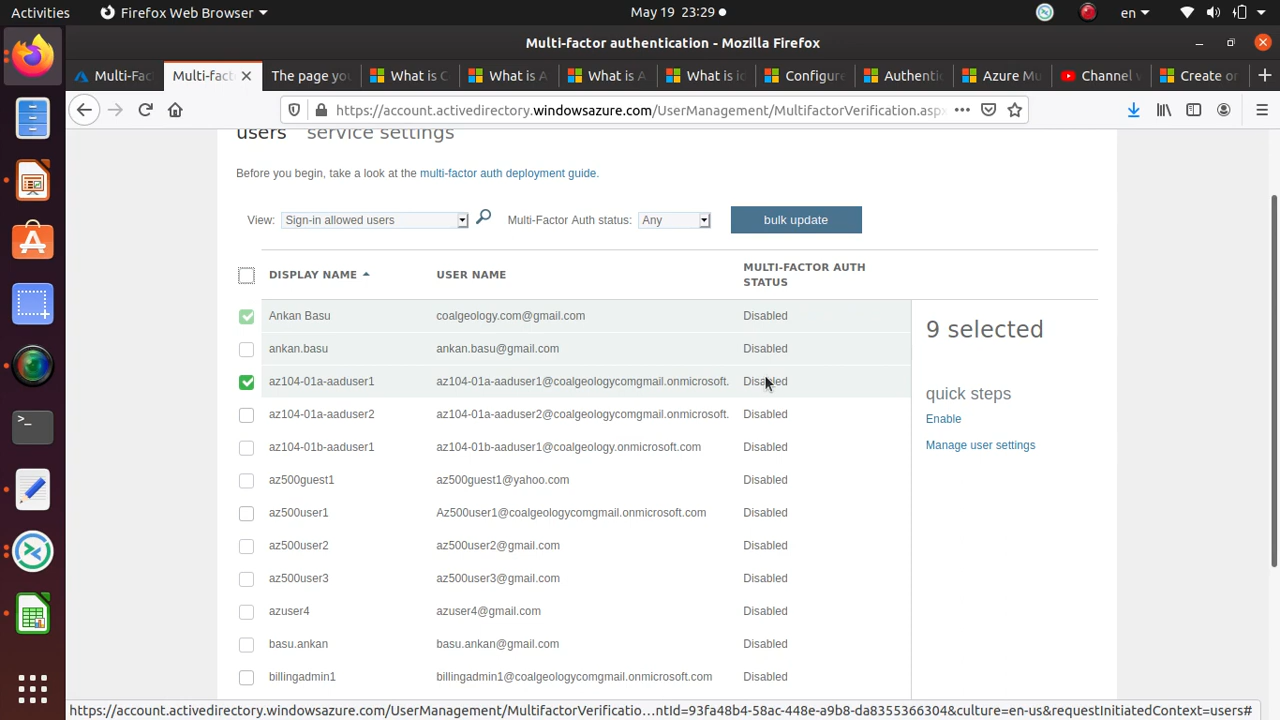 Activities Firefox Web Browser May 19 23:29 en
Multi-factor authentication - Mozilla Firefox
Multi-Fac Multi-fact The page yo What is C What is A What is A What is i Configure Authenti Azure Mu Channel Create or
https://account.activedirectory.windowsazure.com/UserManagement/MultifactorVerification.aspx
users service settings
Before you begin, take a look at the multi-factor auth deployment guide.
View: Sign-in allowed users Multi-Factor Auth status: Any bulk update
DISPLAY NAME USER NAME MULTI-FACTOR AUTH STATUS
Ankan Basu coalgeology.com@gmail.com Disabled
ankan.basu ankan.basu@gmail.com Disabled
az104-01a-aaduser1 az104-01a-aaduser1@coalgeologycomgmail.onmicrosoft. Disabled
az104-01a-aaduser2 az104-01a-aaduser2@coalgeologycomgmail.onmicrosoft. Disabled
az104-01b-aaduser1 az104-01b-aaduser1@coalgeology.onmicrosoft.com Disabled
az500guest1 az500guest1@yahoo.com Disabled
az500user1 Az500user1@coalgeologycomgmail.onmicrosoft.com Disabled
az500user2 az500user2@gmail.com Disabled
az500user3 az500user3@gmail.com Disabled
azuser4 azuser4@gmail.com Disabled
basu.ankan basu.ankan@gmail.com Disabled
billingadmin1 billingadmin1@coalgeologycomgmail.onmicrosoft.com Disabled
9 selected
quick steps
Enable
Manage user settings
https://account.activedirectory.windowsazure.com/UserManagement/MultifactorVerificatio…ntId=93fa48b4-58ac-448e-a9b8-da8355366304&culture=en-us&requestInitiatedContext=users#